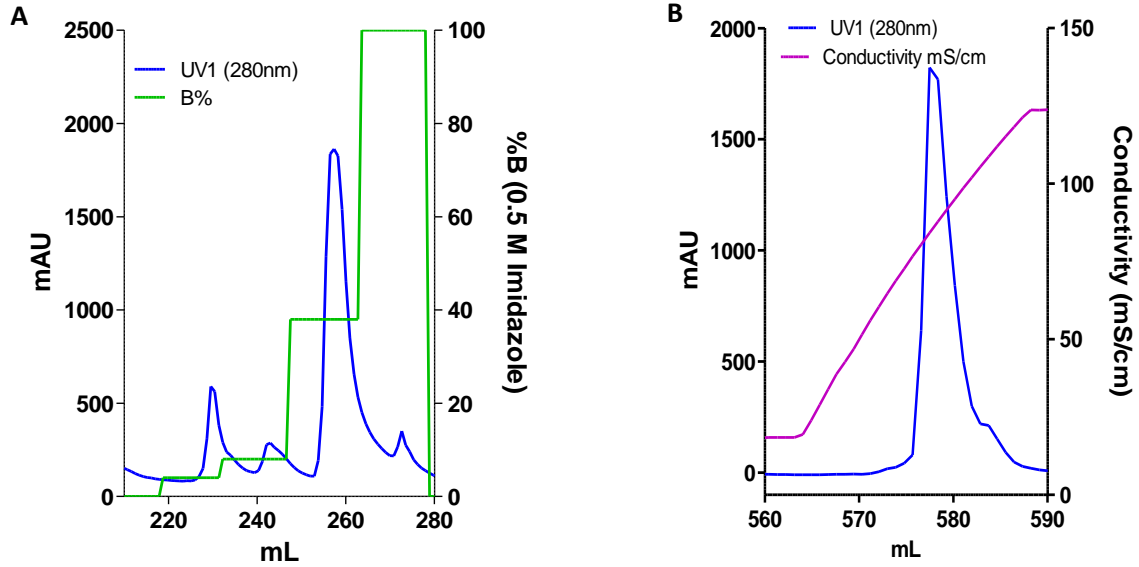 A
2500
2000
1500
1000
500
0
mAU
UV1 (280nm)
B%
100
80
60
40
20
0
%B (0.5 M Imidazole)
220
240
260
280
mL
B
2000
1500
1000
500
0
mAU
UV1 (280nm)
Conductivity mS/cm
150
100
50
0
Conductivity (mS/cm)
560
570
580
590
mL